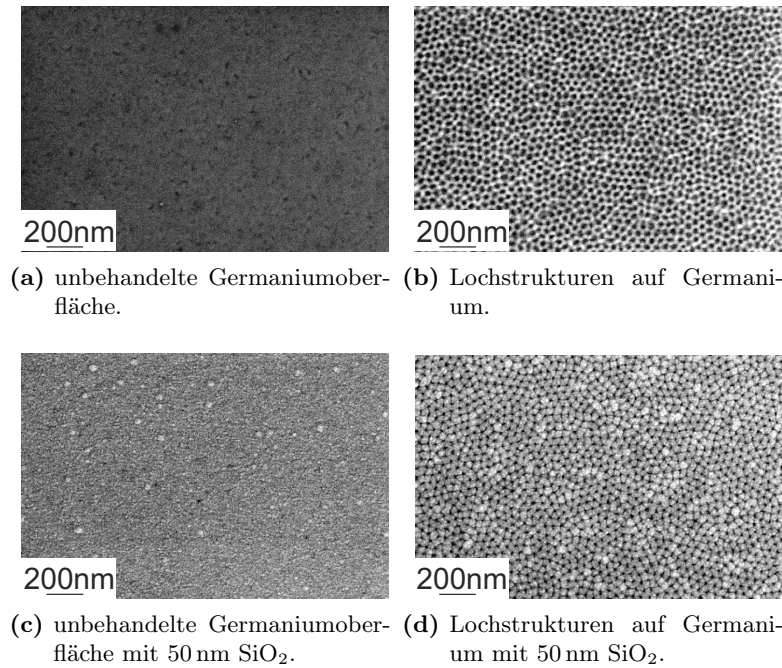 200nm
200nm
(a) unbehandelte Germaniumober-
fläche.
(b) Lochstrukturen auf Germani-
um.
200nm
200nm
(c) unbehandelte Germaniumober-
fläche mit 50 nm SiO₂.
(d) Lochstrukturen auf Germani-
um mit 50 nm SiO₂.